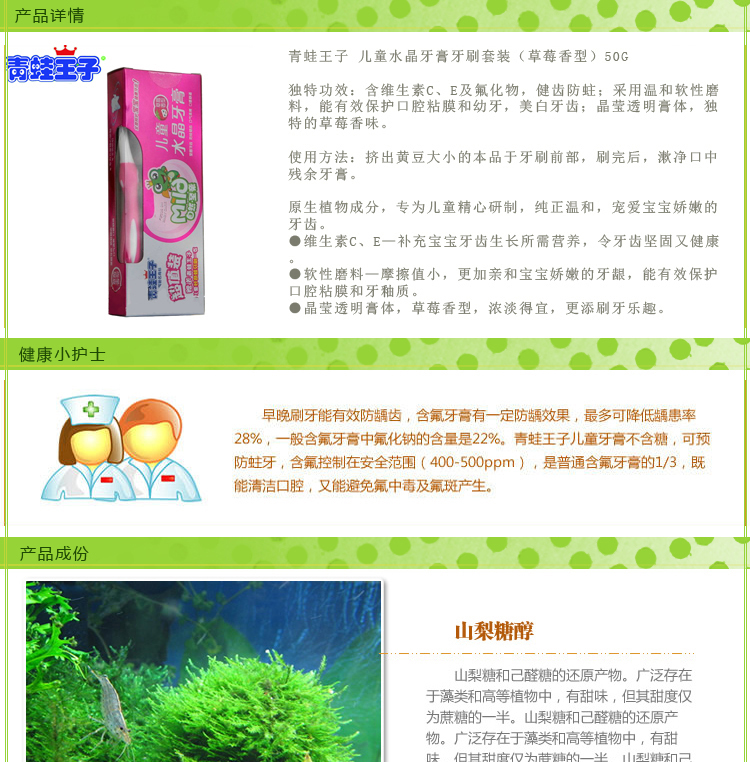 产品详情
青蛙王子
儿童
水晶牙膏
Mila
青蛙王子
超值装
青蛙王子 儿童水晶牙膏牙刷套装（草莓香型）50G
独特功效：含维生素C、E及氟化物，健齿防蛀；采用温和软性磨
料，能有效保护口腔粘膜和幼牙，美白牙齿；晶莹透明膏体，独
特的草莓香味。
使用方法：挤出黄豆大小的本品于牙刷前部，刷完后，漱净口中
残余牙膏。
原生植物成分，专为儿童精心研制，纯正温和，宠爱宝宝娇嫩的
牙齿。
●维生素C、E—补充宝宝牙齿生长所需营养，令牙齿坚固又健康
。
●软性磨料—摩擦值小，更加亲和宝宝娇嫩的牙龈，能有效保护
口腔粘膜和牙釉质。
●晶莹透明膏体，草莓香型，浓淡得宜，更添刷牙乐趣。
健康小护士
早晚刷牙能有效防龋齿，含氟牙膏有一定防龋效果，最多可降低龋患率
28%，一般含氟牙膏中氟化钠的含量是22%。青蛙王子儿童牙膏不含糖，可预
防蛀牙，含氟控制在安全范围（400-500ppm），是普通含氟牙膏的1/3，既
能清洁口腔，又能避免氟中毒及氟斑产生。
产品成份
山梨糖醇
山梨糖和己醛糖的还原产物。广泛存在
于藻类和高等植物中，有甜味，但其甜度仅
为蔗糖的一半。山梨糖和己醛糖的还原产
物。广泛存在于藻类和高等植物中，有甜
味，但其甜度仅为蔗糖的一半。山梨糖和己